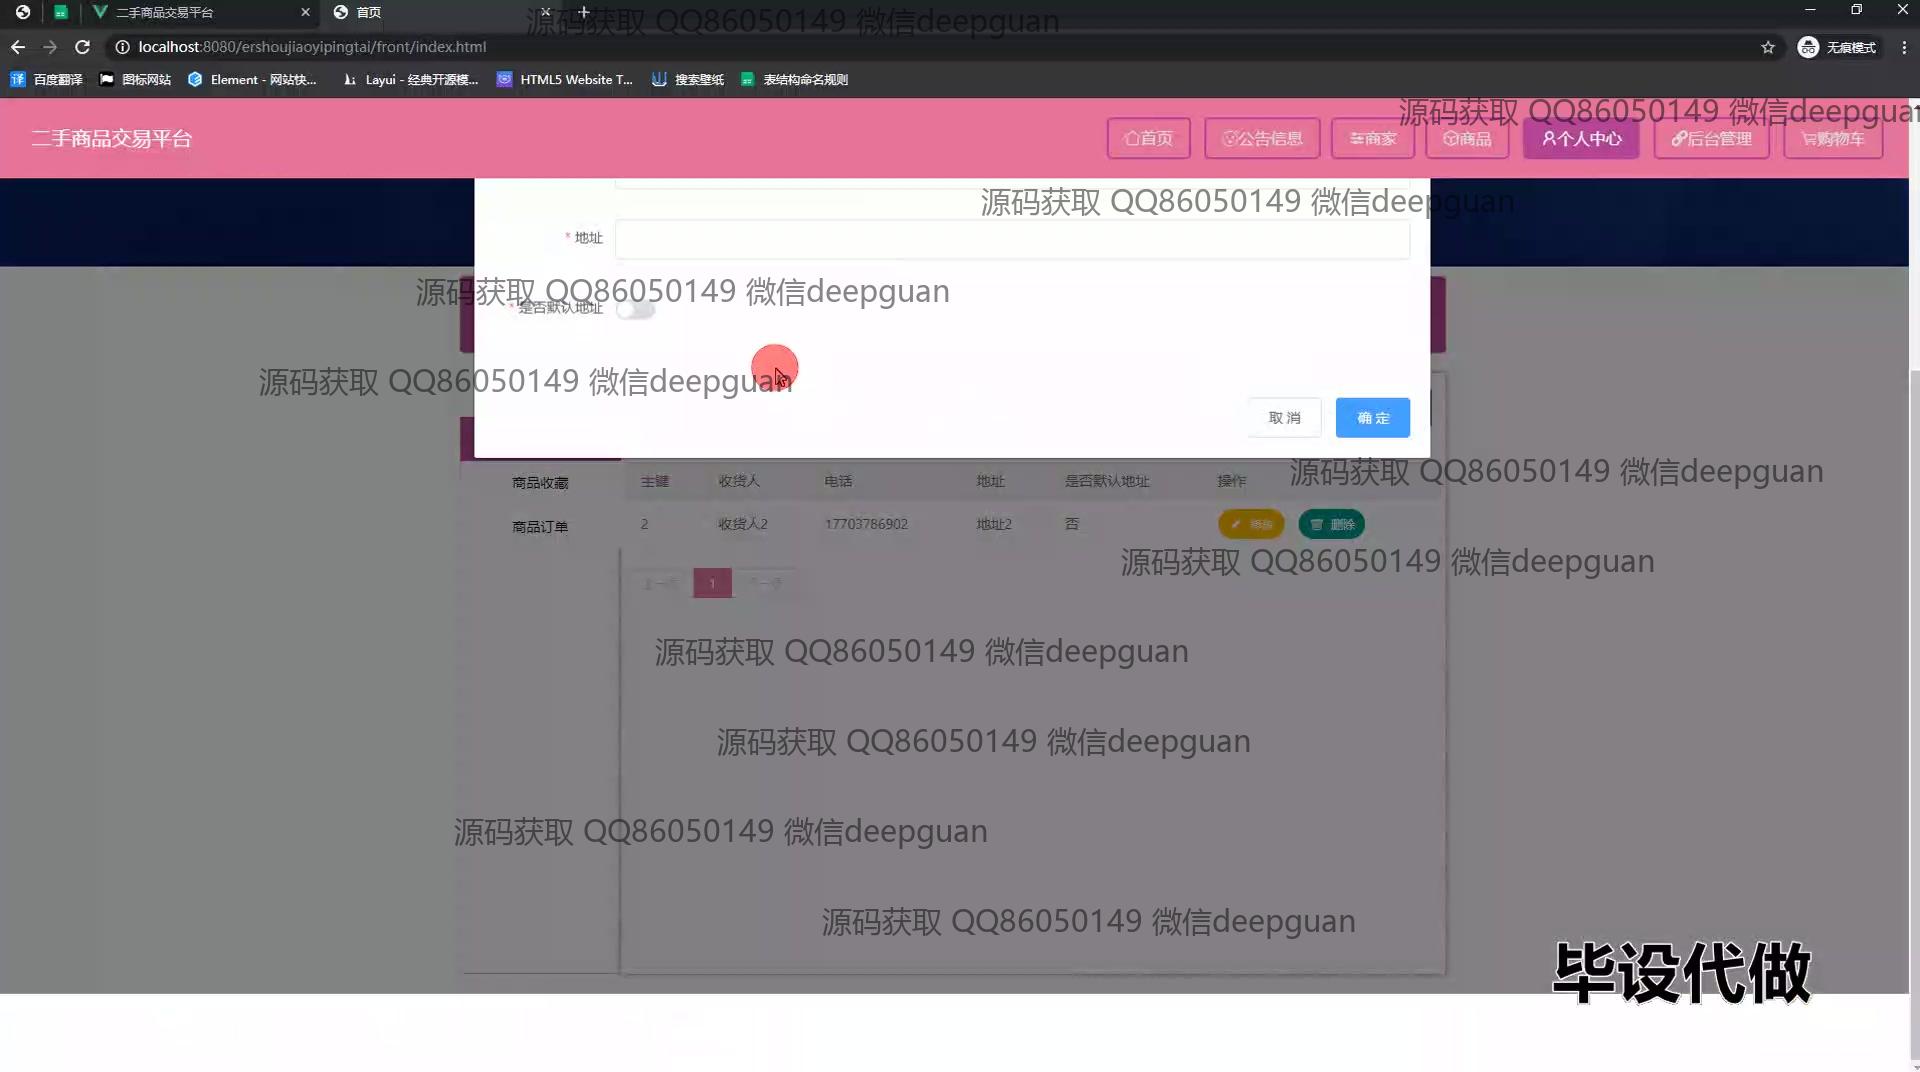 二手商品交易平台
首页
localhost:8080/ershoujiaoyipingtai/front/index.html
无痕模式
百度翻译
图标网站
Element - 网站快...
Layui - 经典开源模...
HTML5 Website T...
搜索壁纸
表结构命名规则
源码获取 QQ86050149 微信deepguan
二手商品交易平台
首页
公告信息
商家
商品
个人中心
后台管理
购物车
源码获取 QQ86050149 微信deepguan
源码获取 QQ86050149 微信deepguan
* 地址
源码获取 QQ86050149 微信deepguan
* 是否默认地址
源码获取 QQ86050149 微信deepguan
取 消
确 定
源码获取 QQ86050149 微信deepguan
商品收藏
主键 收货人 电话 地址 是否默认地址 操作
商品订单
2 收货人2 17703786902 地址2 否
删除
源码获取 QQ86050149 微信deepguan
1
源码获取 QQ86050149 微信deepguan
源码获取 QQ86050149 微信deepguan
源码获取 QQ86050149 微信deepguan
源码获取 QQ86050149 微信deepguan
毕设代做